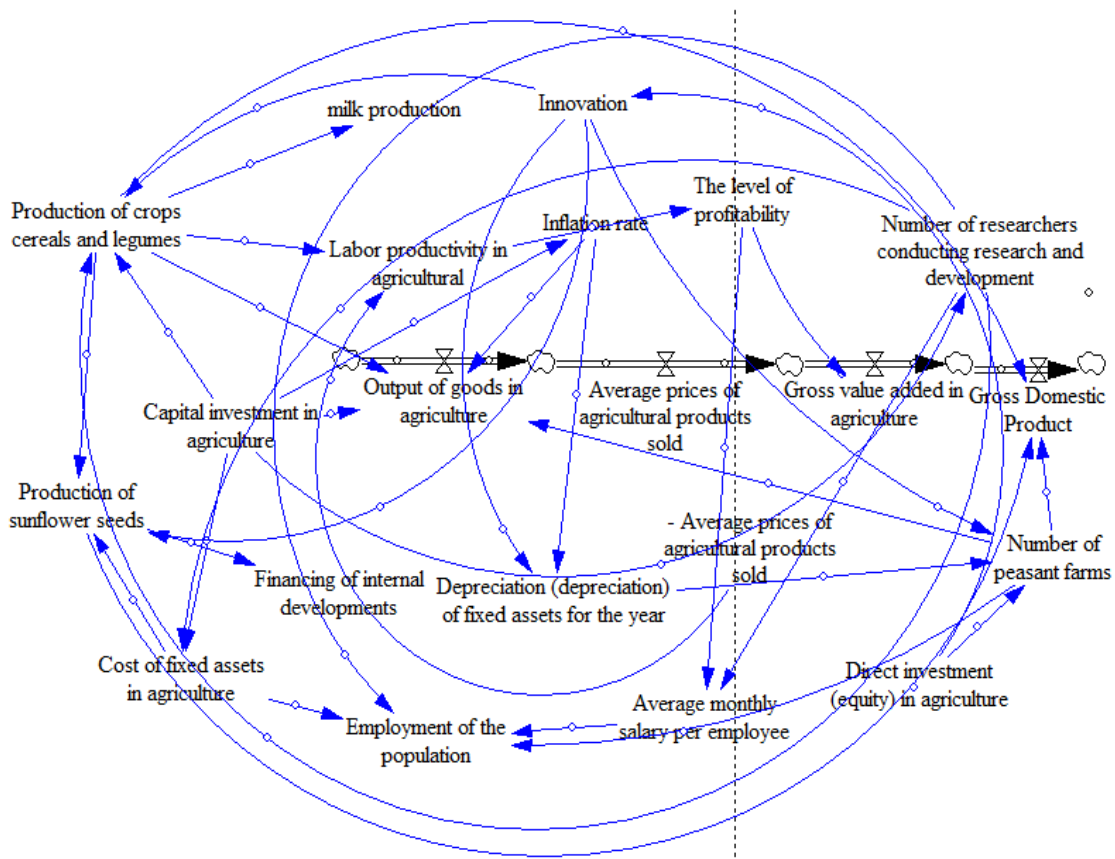 Innovation
milk production
The level of
profitability
Production of crops
cereals and legumes
Inflation rate
Number of researchers
conducting research and
development
Labor productivity in
agricultural
Output of goods in
agriculture
Average prices of
agricultural products
sold
Gross value added in
agriculture
Gross Domestic
Product
Capital investment in
agriculture
Production of
sunflower seeds
- Average prices of
agricultural products
sold
Number of
peasant farms
Financing of internal
developments
Depreciation (depreciation)
of fixed assets for the year
Cost of fixed assets
in agriculture
Direct investment
(equity) in agriculture
Average monthly
salary per employee
Employment of the
population